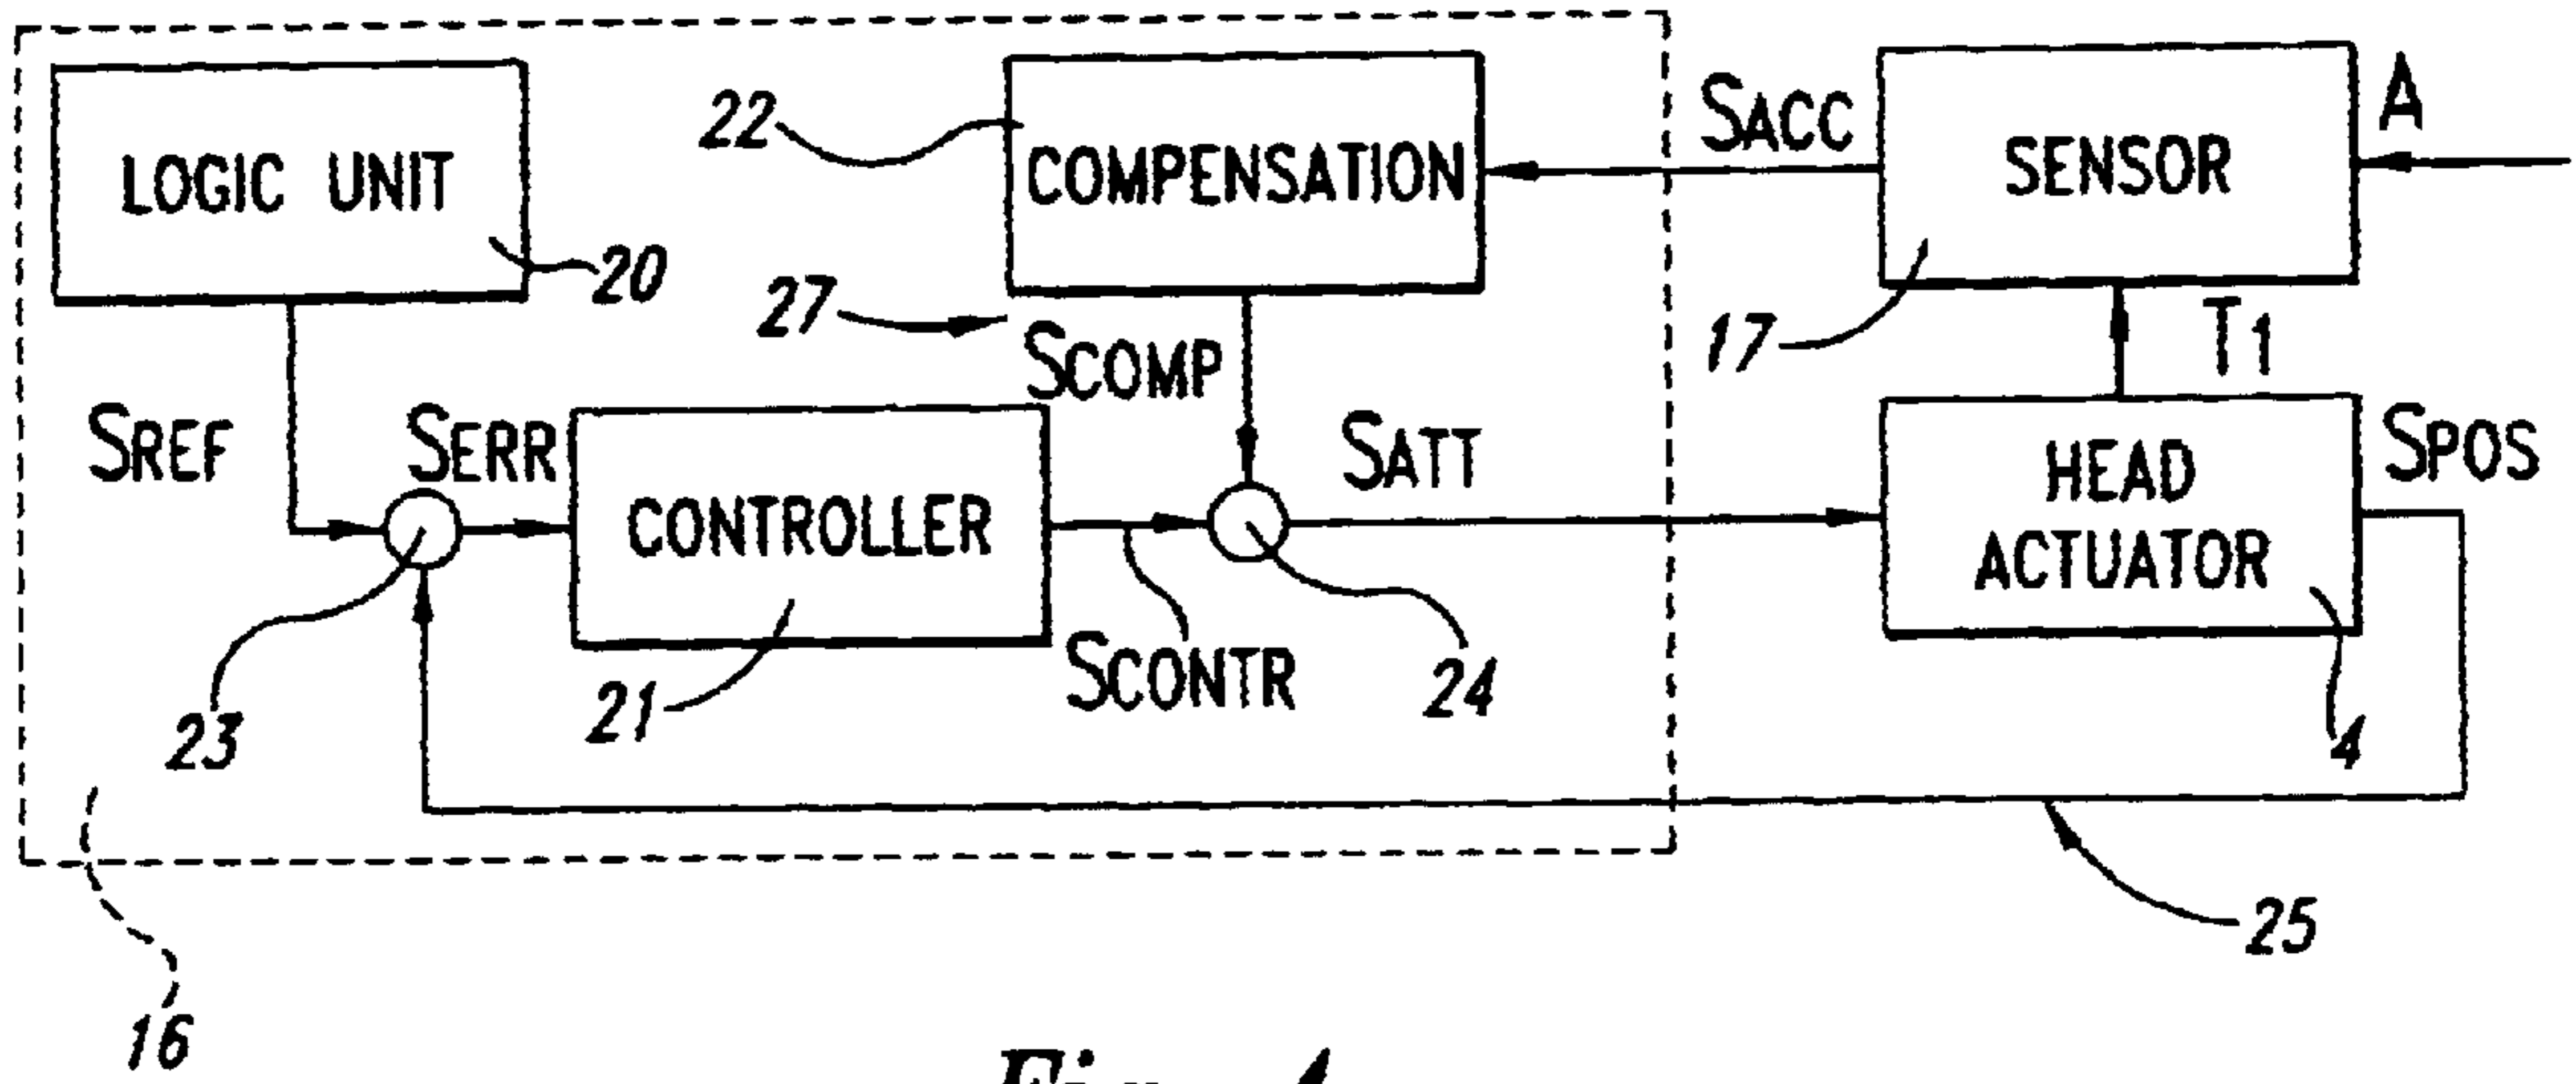 LOGIC UNIT
20
22
COMPENSATION
SACC
SENSOR
A
17
27
SCOMP
T1
SREF
SERR
CONTROLLER
21
SCONTR
SATT
24
HEAD
ACTUATOR
4
SPOS
23
25
16